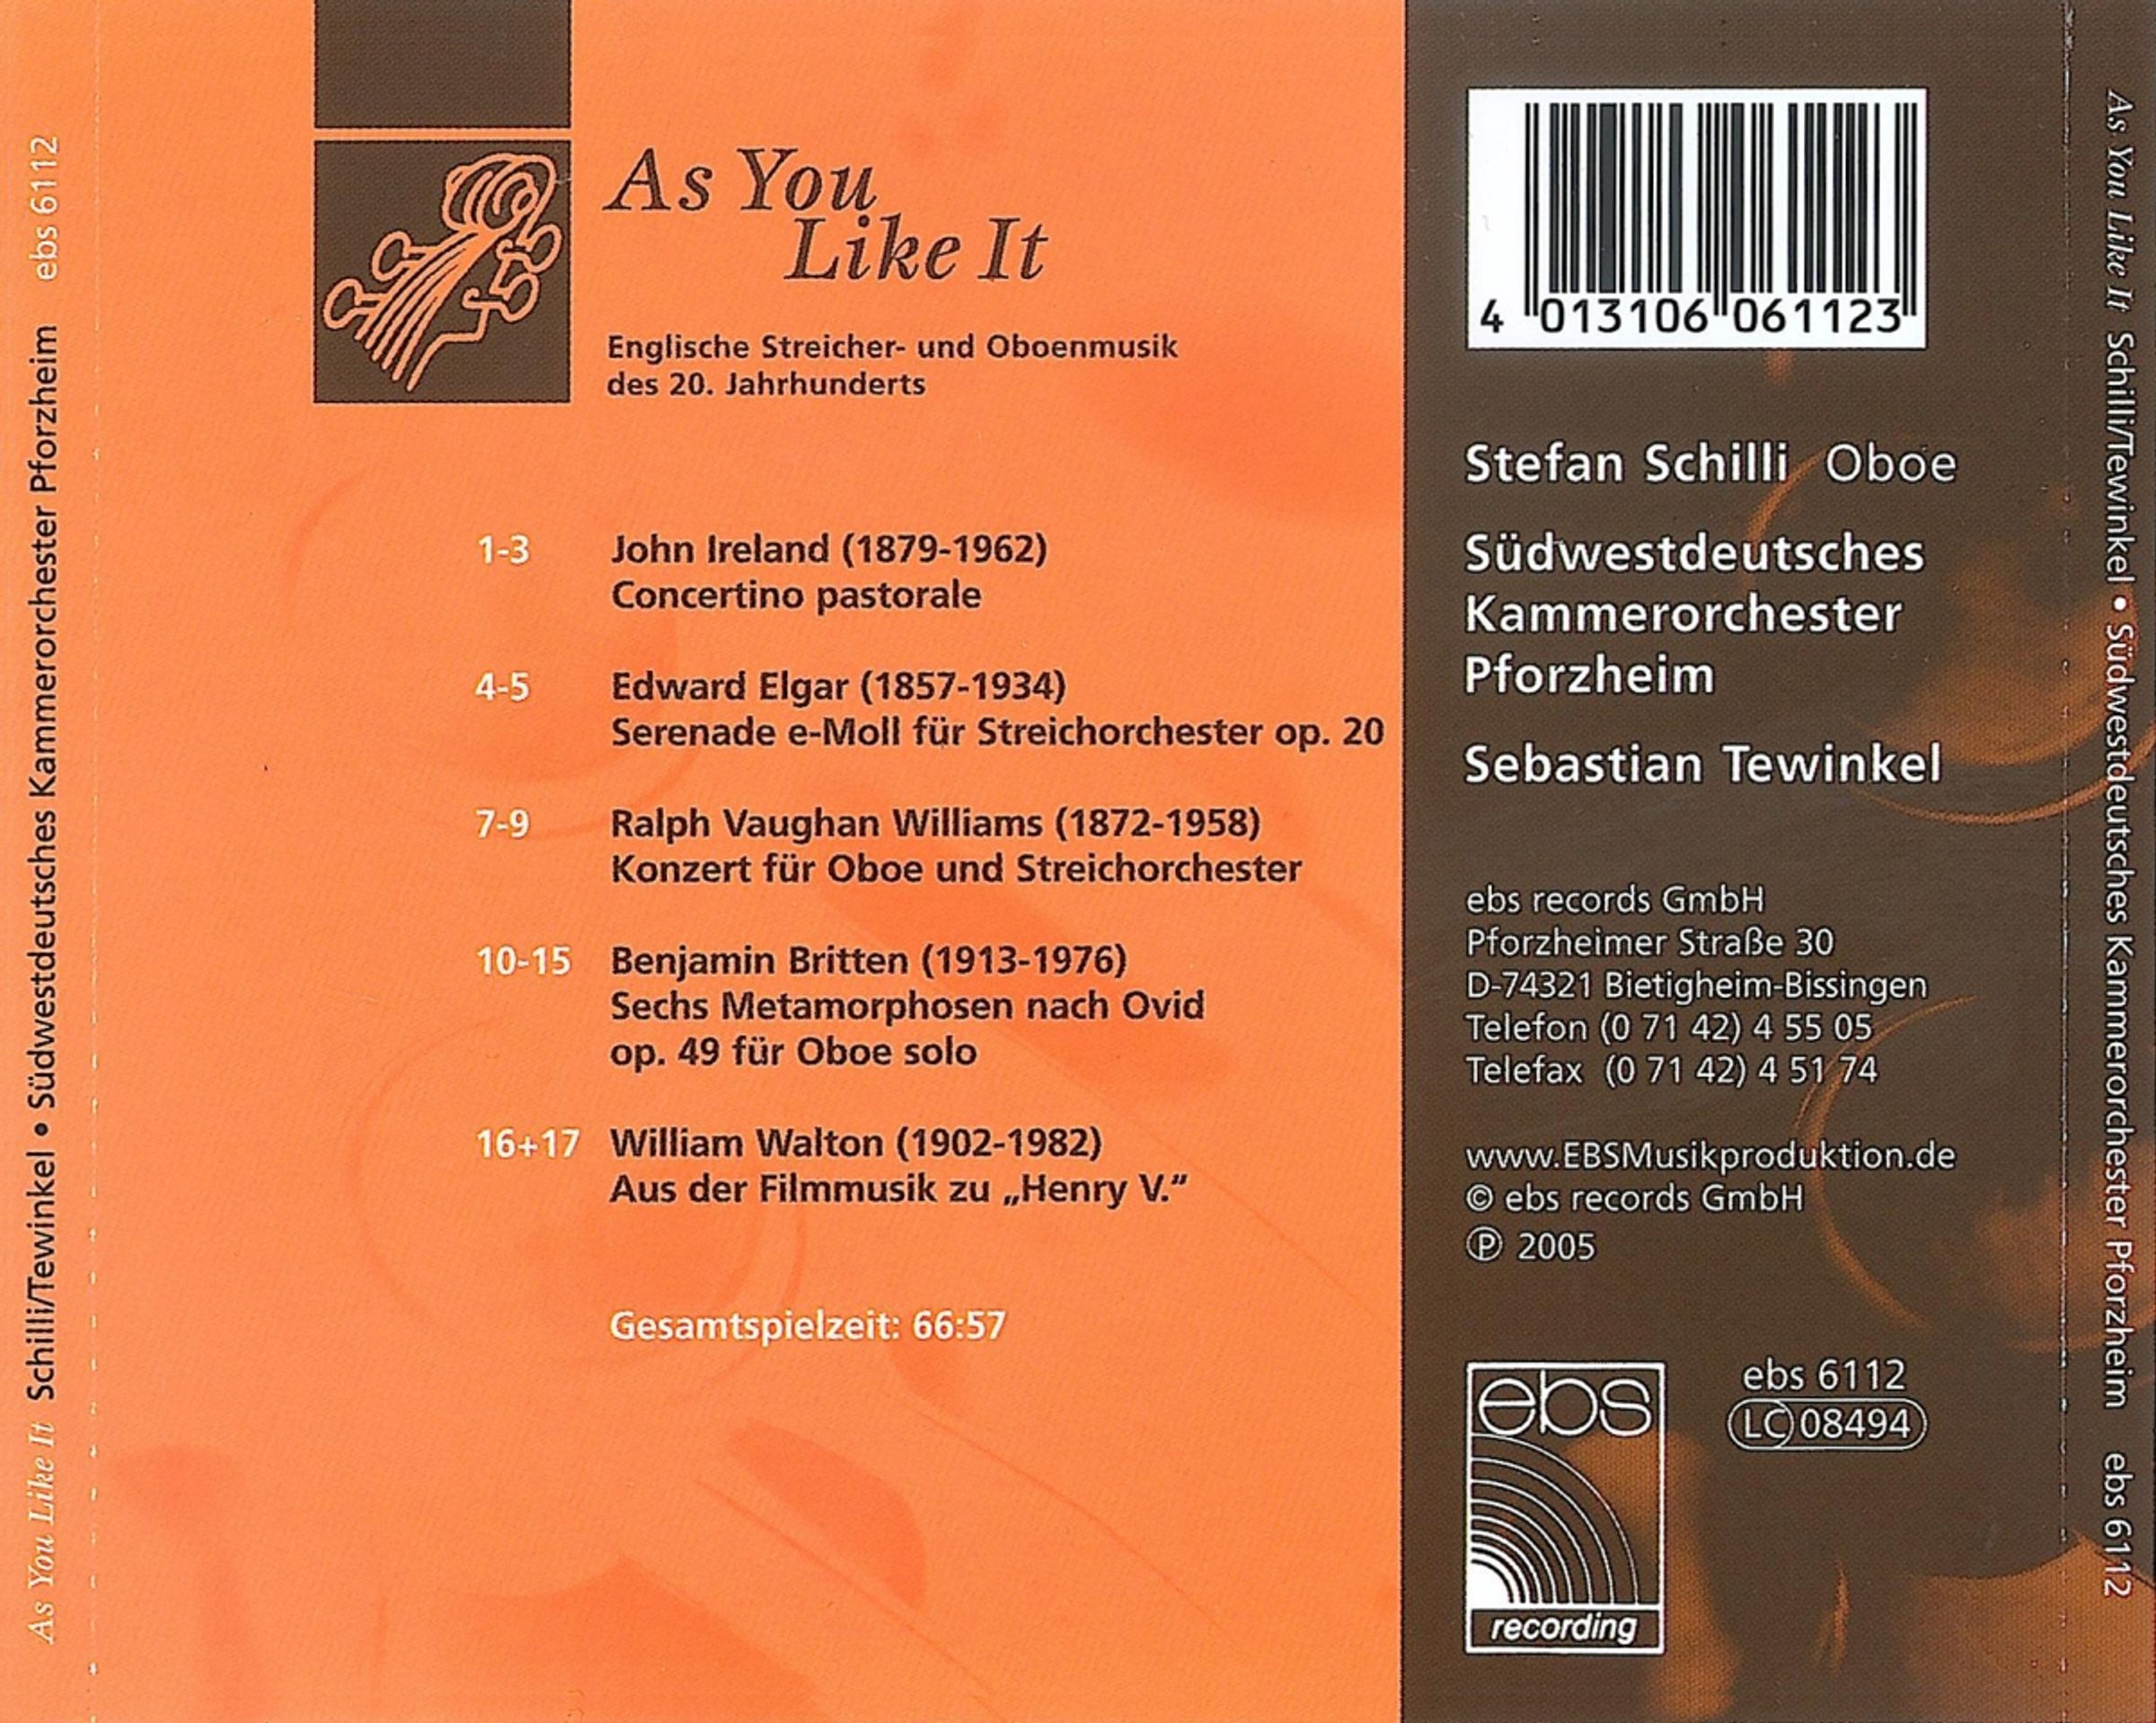 As You Like It Schilli/Tewinkel • Südwestdeutsches Kammerorchester Pforzheim ebs 6112
As You
Like It
Englische Streicher- und Oboenmusik
des 20. Jahrhunderts
1-3 John Ireland (1879-1962)
Concertino pastorale
4-5 Edward Elgar (1857-1934)
Serenade e-Moll für Streichorchester op. 20
7-9 Ralph Vaughan Williams (1872-1958)
Konzert für Oboe und Streichorchester
10-15 Benjamin Britten (1913-1976)
Sechs Metamorphosen nach Ovid
op. 49 für Oboe solo
16+17 William Walton (1902-1982)
Aus der Filmmusik zu „Henry V.“
Gesamtspielzeit: 66:57
4 013106 061123
Stefan Schilli Oboe
Südwestdeutsches
Kammerorchester
Pforzheim
Sebastian Tewinkel
ebs records GmbH
Pforzheimer Straße 30
D-74321 Bietigheim-Bissingen
Telefon (0 71 42) 4 55 05
Telefax (0 71 42) 4 51 74
www.EBSMusikproduktion.de
© ebs records GmbH
℗ 2005
ebs
recording
ebs 6112
LC 08494
As You Like It Schilli/Tewinkel • Südwestdeutsches Kammerorchester Pforzheim ebs 6112